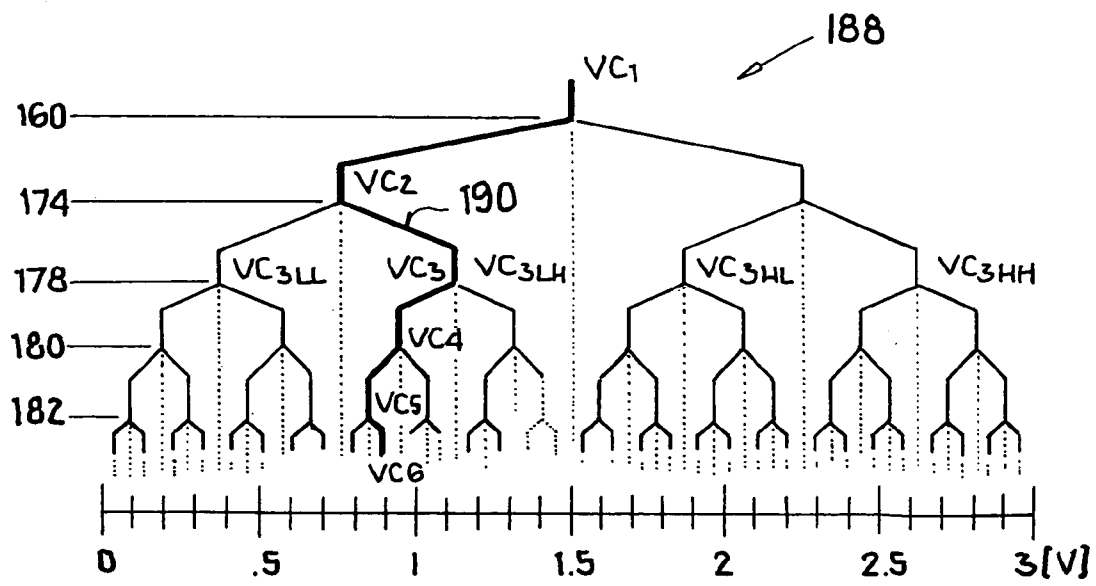 188
VC1
160
VC2
190
174
VC3LL
VC3
VC3LH
VC3HL
VC3HH
178
VC4
180
VC5
182
VC6
0
.5
1
1.5
2
2.5
3 [V]